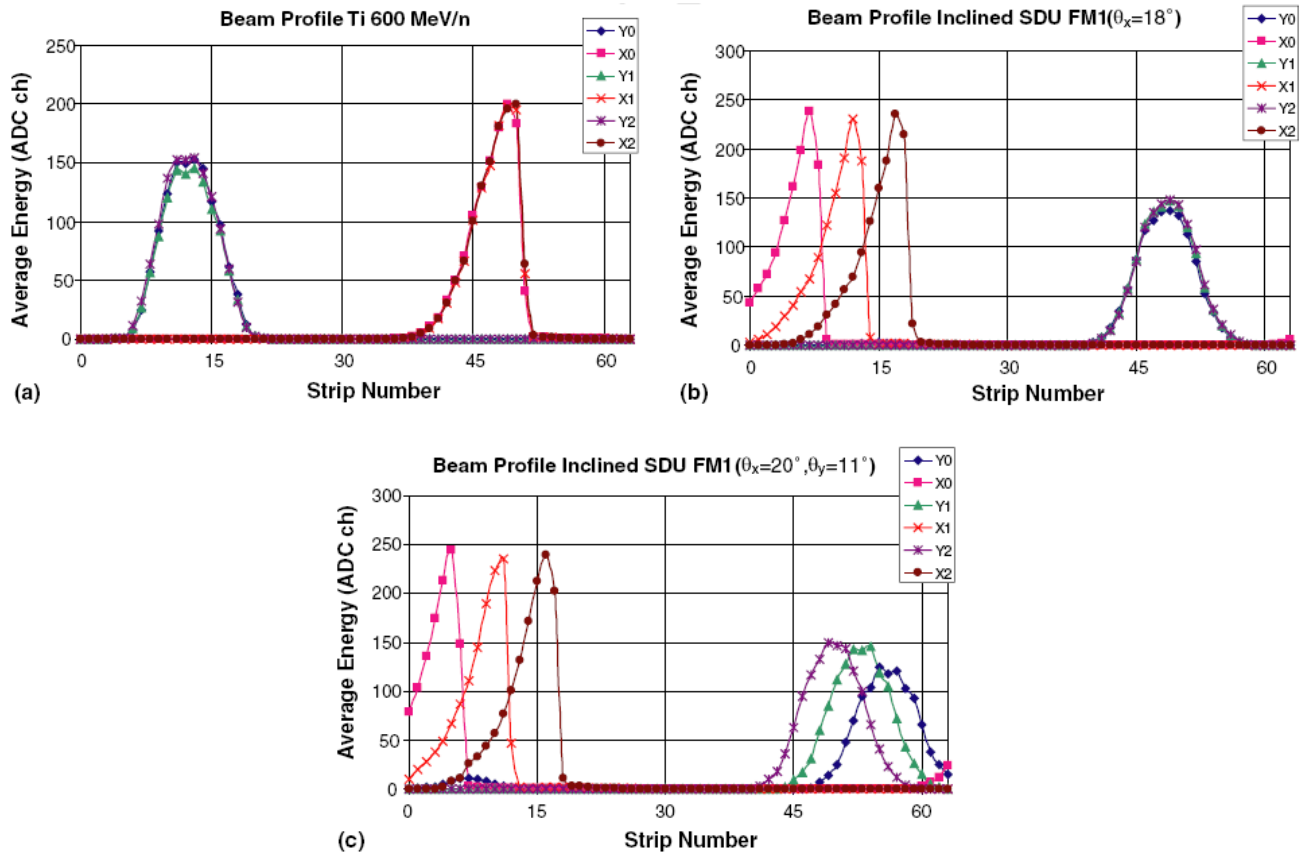 Beam Profile Ti 600 MeV/n
Average Energy (ADC ch)
250
200
150
100
50
0
0 15 30 45 60
Strip Number
Y0
X0
Y1
X1
Y2
X2
(a)
Beam Profile Inclined SDU FM1(θx=18°)
Average Energy (ADC ch)
300
250
200
150
100
50
0
0 15 30 45 60
Strip Number
Y0
X0
Y1
X1
Y2
X2
(b)
Beam Profile Inclined SDU FM1(θx=20°,θy=11°)
Average Energy (ADC ch)
300
250
200
150
100
50
0
0 15 30 45 60
Strip Number
Y0
X0
Y1
X1
Y2
X2
(c)